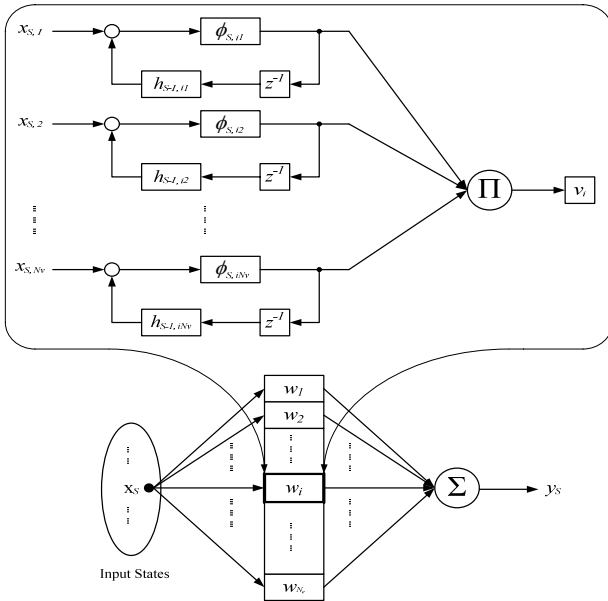 x_{S,1} ϕ_{S,i1}
h_{S-1,i1} z^{-1}
x_{S,2} ϕ_{S,i2}
h_{S-1,i2} z^{-1}
Π v_i
x_{S,Nv} ϕ_{S,iNv}
h_{S-1,iNv} z^{-1}
w_1
w_2
x_S w_i Σ y_S
Input States
w_{N_v}